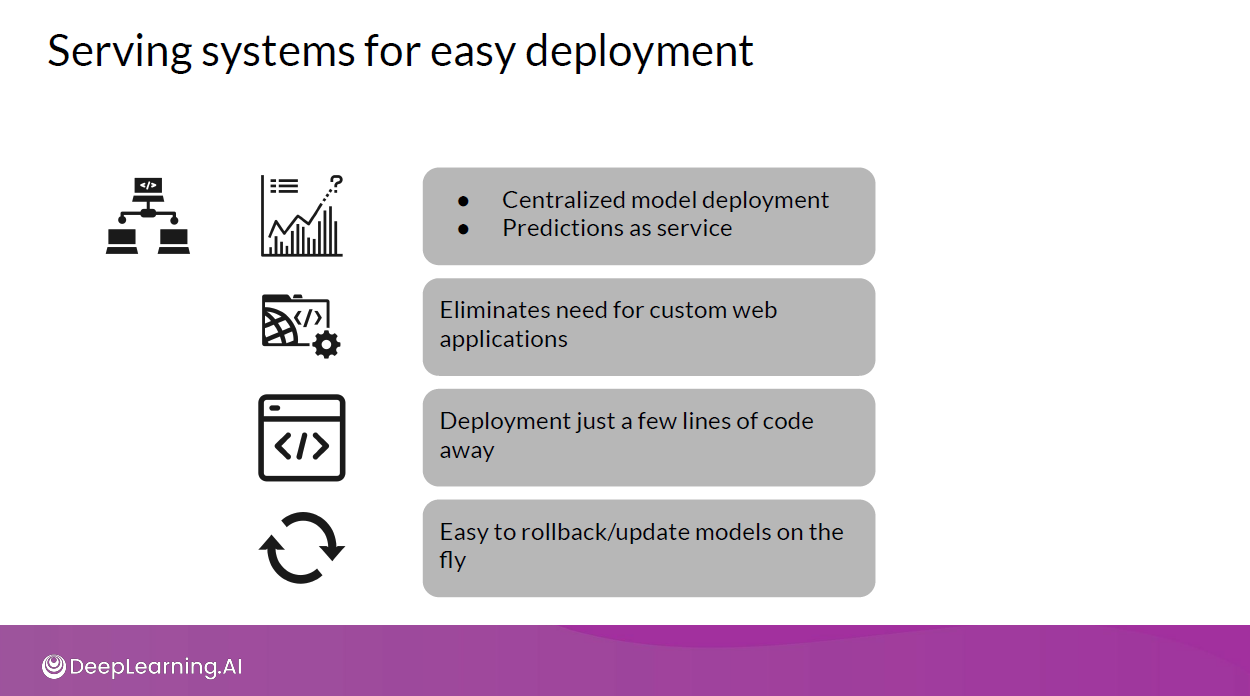 Serving systems for easy deployment
</>
?
● Centralized model deployment
● Predictions as service
</>
Eliminates need for custom web
applications
</>
Deployment just a few lines of code
away
Easy to rollback/update models on the
fly
DeepLearning.AI